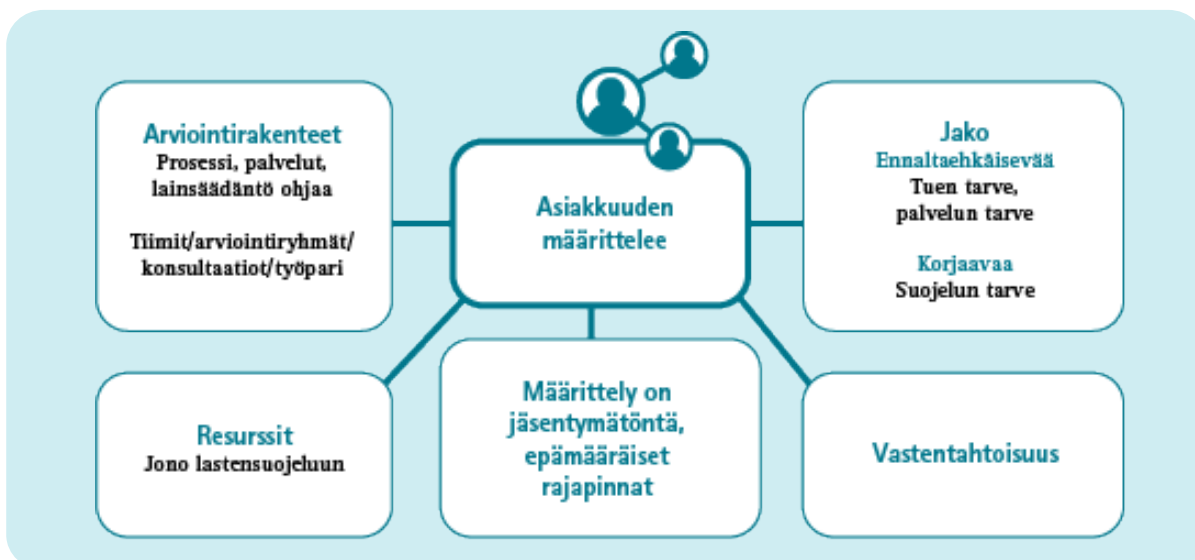 Arviointirakenteet
Prosessi, palvelut,
lainsäädäntö ohjaa
Tiimit/arviointiryhmät/
konsultaatiot/työpari
Asiakkuuden
määrittelee
Jako
Ennaltaehkäisevää
Tuen tarve,
palvelun tarve
Korjaavaa
Suojelun tarve
Resurssit
Jono lastensuojeluun
Määrittely on
jäsentymätöntä,
epämääräiset
rajapinnat
Vastentahtoisuus